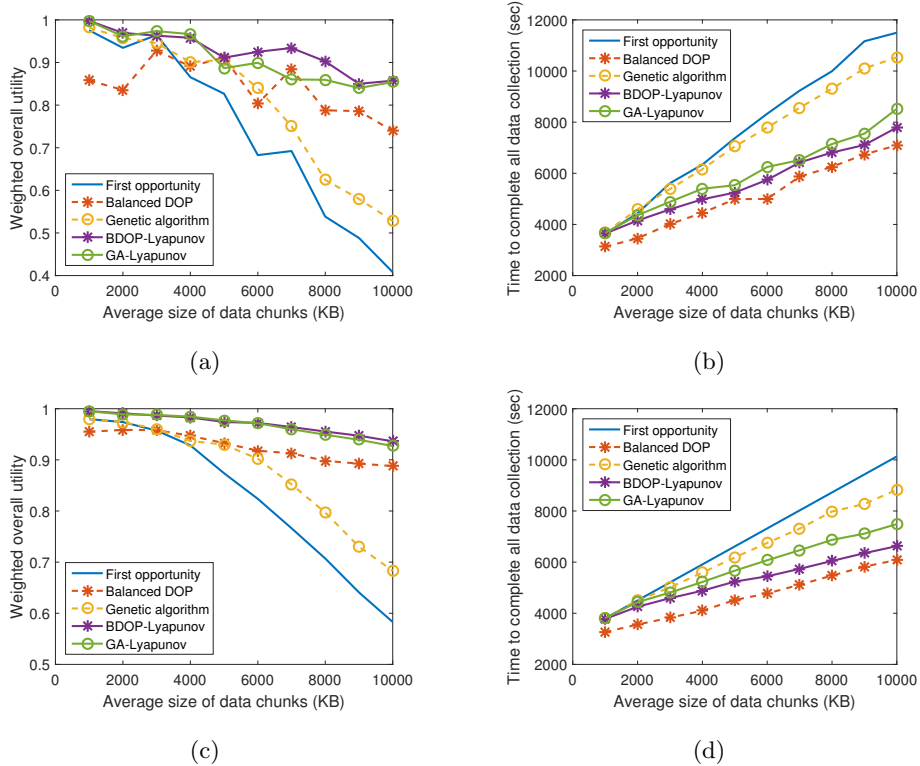 1
0.9
0.8
0.7
0.6
0.5
0.4
Weighted overall utility
First opportunity
Balanced DOP
Genetic algorithm
BDOP-Lyapunov
GA-Lyapunov
0 2000 4000 6000 8000 10000
Average size of data chunks (KB)
(a)
12000
10000
8000
6000
4000
2000
Time to complete all data collection (sec)
First opportunity
Balanced DOP
Genetic algorithm
BDOP-Lyapunov
GA-Lyapunov
0 2000 4000 6000 8000 10000
Average size of data chunks (KB)
(b)
1
0.9
0.8
0.7
0.6
0.5
Weighted overall utility
First opportunity
Balanced DOP
Genetic algorithm
BDOP-Lyapunov
GA-Lyapunov
0 2000 4000 6000 8000 10000
Average size of data chunks (KB)
(c)
12000
10000
8000
6000
4000
2000
Time to complete all data collection (sec)
First opportunity
Balanced DOP
Genetic algorithm
BDOP-Lyapunov
GA-Lyapunov
0 2000 4000 6000 8000 10000
Average size of data chunks (KB)
(d)